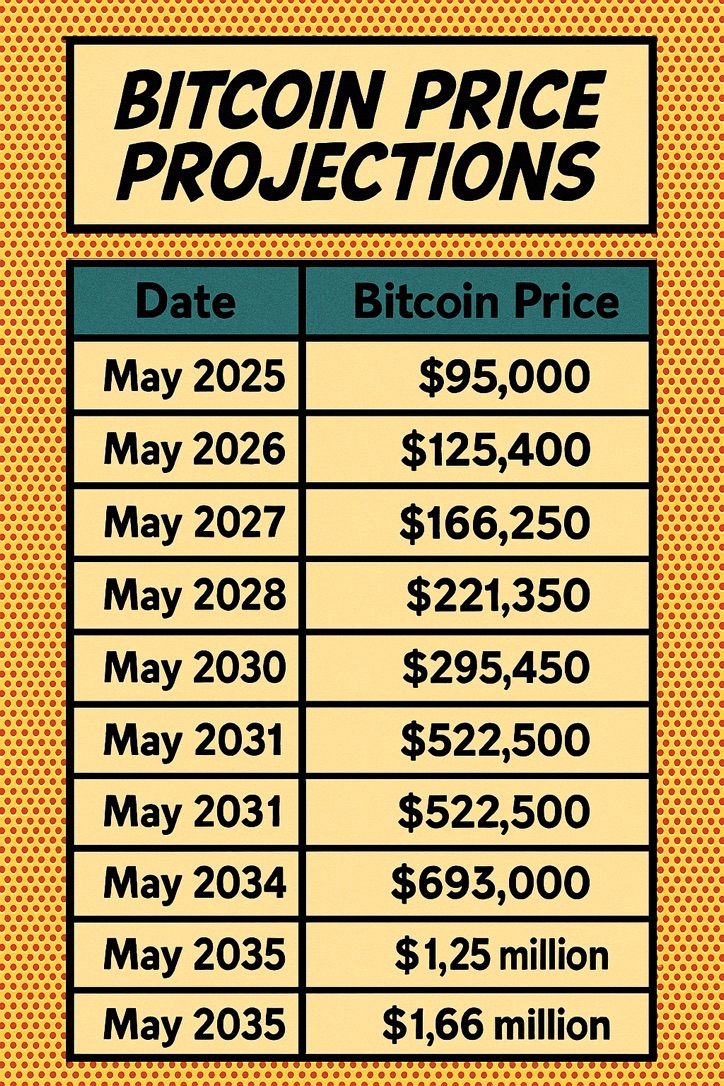 BITCOIN PRICE
PROJECTIONS
Date Bitcoin Price
May 2025 $95,000
May 2026 $125,400
May 2027 $166,250
May 2028 $221,350
May 2030 $295,450
May 2031 $522,500
May 2031 $522,500
May 2034 $693,000
May 2035 $1,25 million
May 2035 $1,66 million